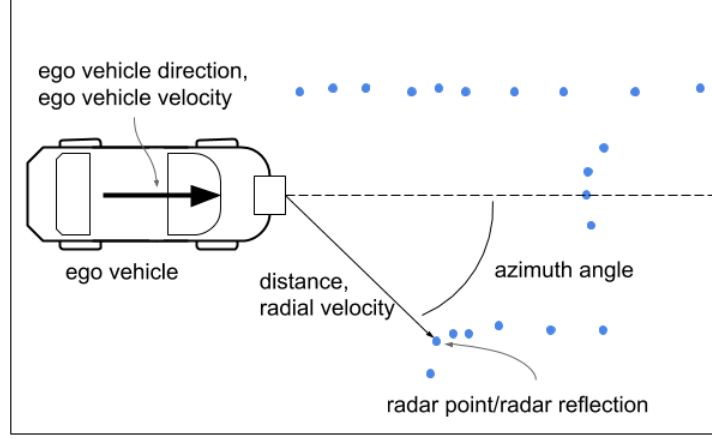 ego vehicle direction,
ego vehicle velocity
ego vehicle
distance,
radial velocity
azimuth angle
radar point/radar reflection